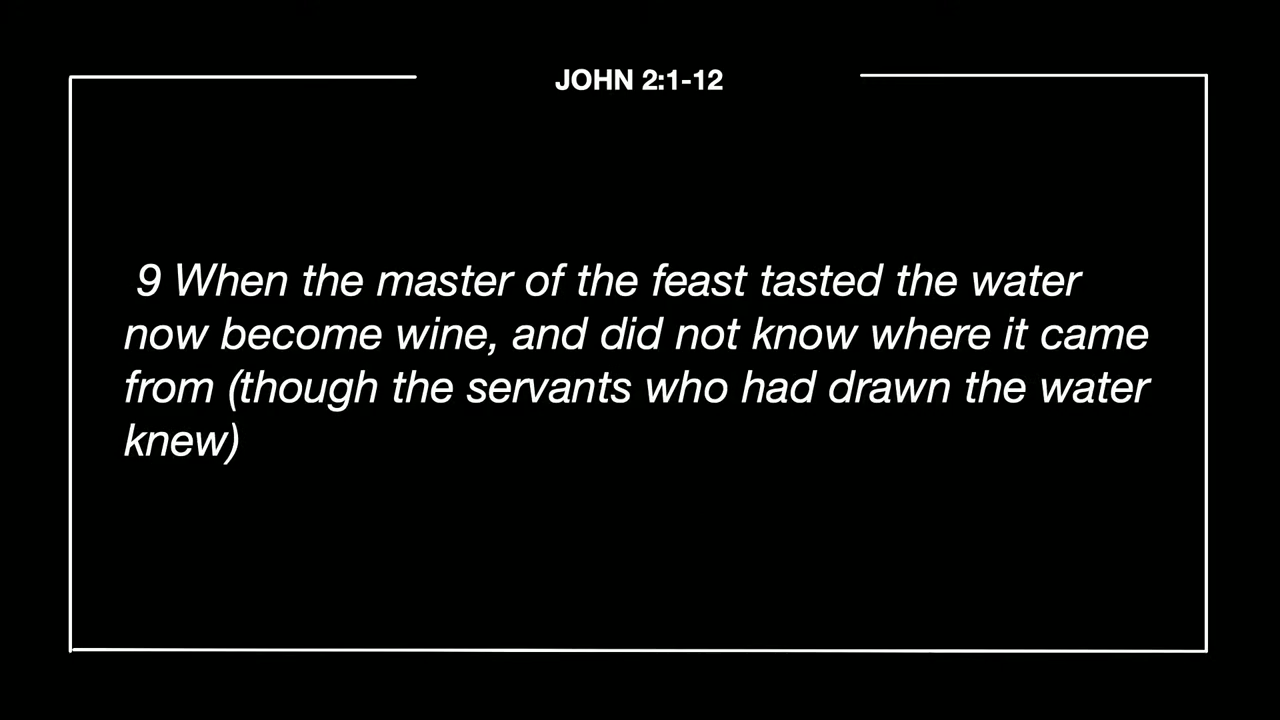 JOHN 2:1-12
9 When the master of the feast tasted the water
now become wine, and did not know where it came
from (though the servants who had drawn the water
knew)